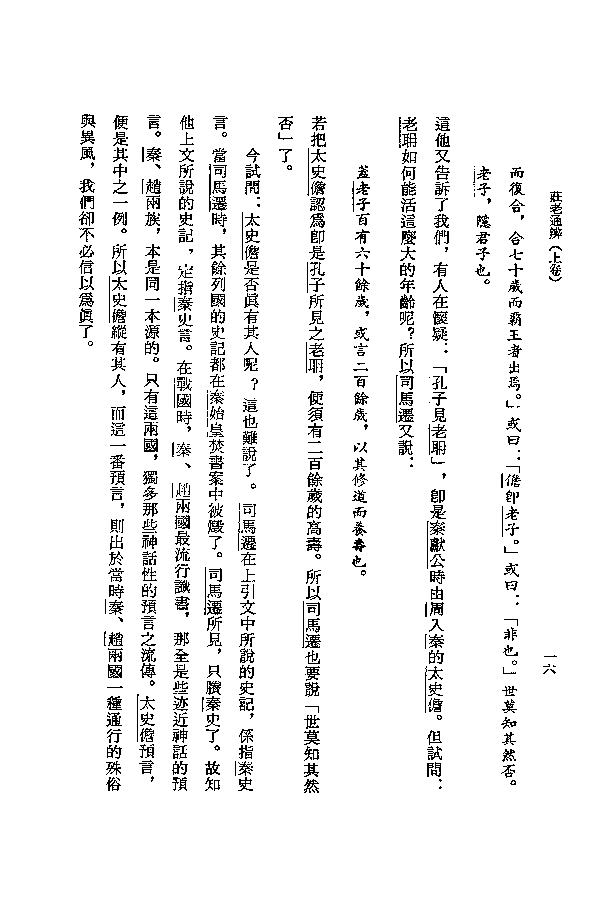 莊老通辨（上卷）
一六
而復合，合七十歲而霸王者出焉。」或曰：「儋卽老子。」或曰：「非也。」世莫知其然否。
老子，隱君子也。
這他又告訴了我們，有人在懷疑：「孔子見老聃」，卽是秦獻公時由周入秦的太史儋。但試問：
老聃如何能活這麼大的年齡呢？所以司馬遷又說：
蓋老子百有六十餘歲，或言二百餘歲，以其修道而養壽也。
若把太史儋認爲卽是孔子所見之老聃，便須有二百餘歲的高壽。所以司馬遷也要說「世莫知其然
否」了。
今試問：太史儋是否眞有其人呢？這也難說了。司馬遷在上引文中所說的史記，係指秦史
言。當司馬遷時，其餘列國的史記都在秦始皇焚書案中被燬了。司馬遷所見，只賸秦史了。故知
他上文所說的史記，定指秦史言。在戰國時，秦、趙兩國最流行讖書，那全是些迹近神話的預
言。秦、趙兩族，本是同一本源的。只有這兩國，獨多那些神話性的預言之流傳。太史儋預言，
便是其中之一例。所以太史儋縱有其人，而這一番預言，則出於當時秦、趙兩國一種通行的殊俗
與異風，我們卻不必信以爲眞了。